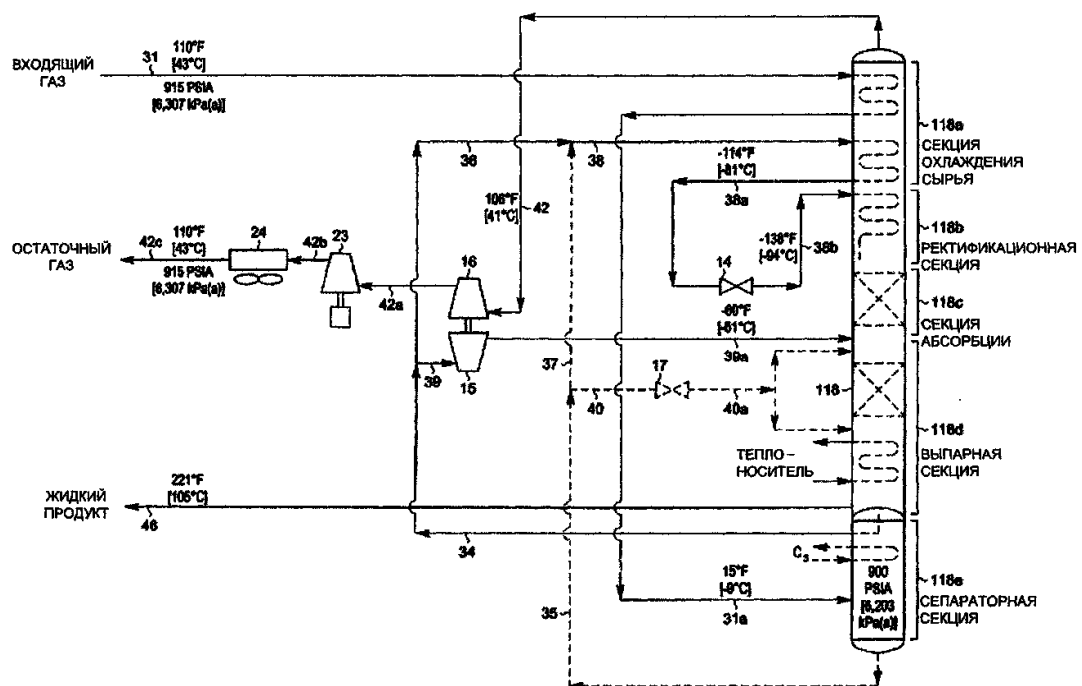 ВХОДЯЩИЙ
ГАЗ
31
110°F
[43°C]
915 PSIA
[6,307 kPa(a)]
118a
СЕКЦИЯ
ОХЛАЖДЕНИЯ
СЫРЬЯ
36
38
-114°F
[-81°C]
38a
106°F
[41°C]
42
-138°F
[-94°C]
38b
118b
РЕКТИФИКАЦИОННАЯ
СЕКЦИЯ
ОСТАТОЧНЫЙ
ГАЗ
42c
110°F
[43°C]
915 PSIA
[6,307 kPa(a)]
24
42b
23
42a
16
14
118c
СЕКЦИЯ
АБСОРБЦИИ
-60°F
[-51°C]
39a
39
15
37
17
40
40a
118
118d
ВЫПАРНАЯ
СЕКЦИЯ
ТЕПЛО-
НОСИТЕЛЬ
ЖИДКИЙ
ПРОДУКТ
221°F
[105°C]
46
34
C3
900
PSIA
[6,203
kPa(a)]
118e
СЕПАРАТОРНАЯ
СЕКЦИЯ
15°F
[-9°C]
31a
35